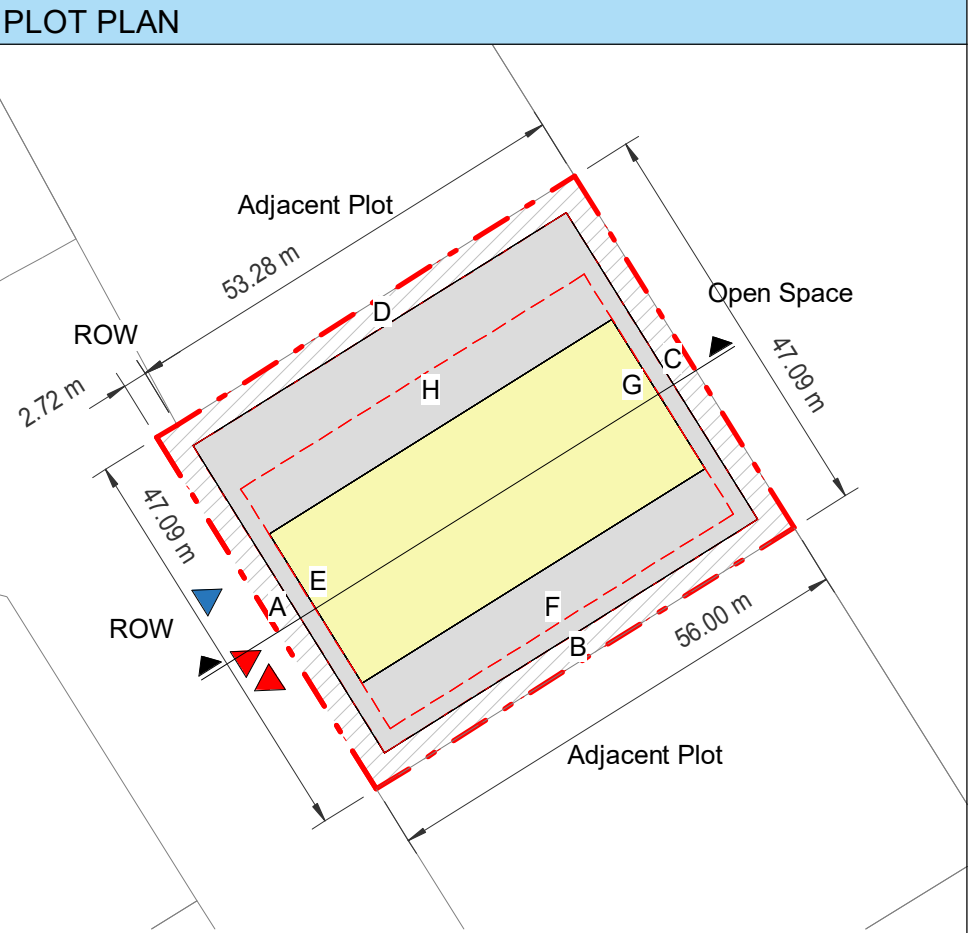 PLOT PLAN
Adjacent Plot
53.28 m
D
Open Space
ROW
2.72 m
C
47.09 m
H
G
47.09 m
E
A
F
ROW
B
56.00 m
Adjacent Plot